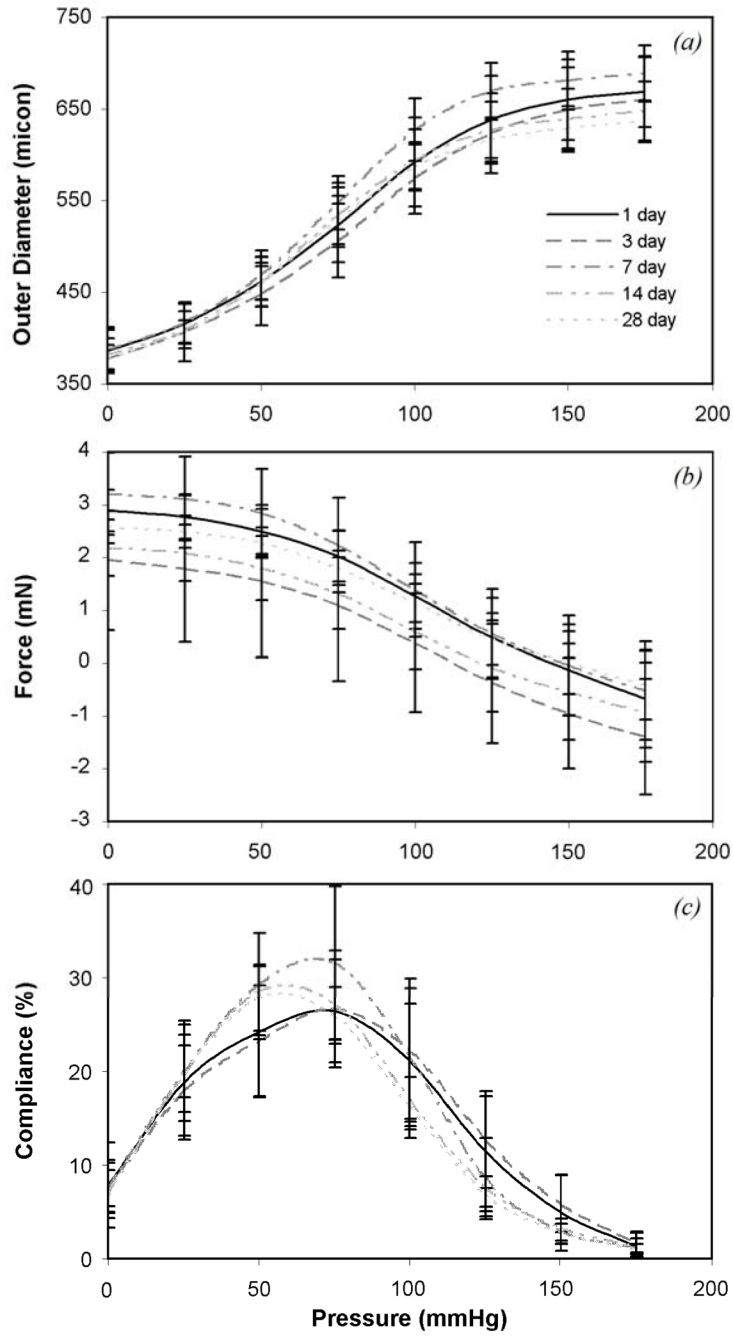 (a)
Outer Diameter (micon)
750
650
550
450
350
1 day
3 day
7 day
14 day
28 day
0 50 100 150 200
(b)
Force (mN)
4
3
2
1
0
-1
-2
-3
0 50 100 150 200
(c)
Compliance (%)
40
30
20
10
0
0 50 100 150 200
Pressure (mmHg)